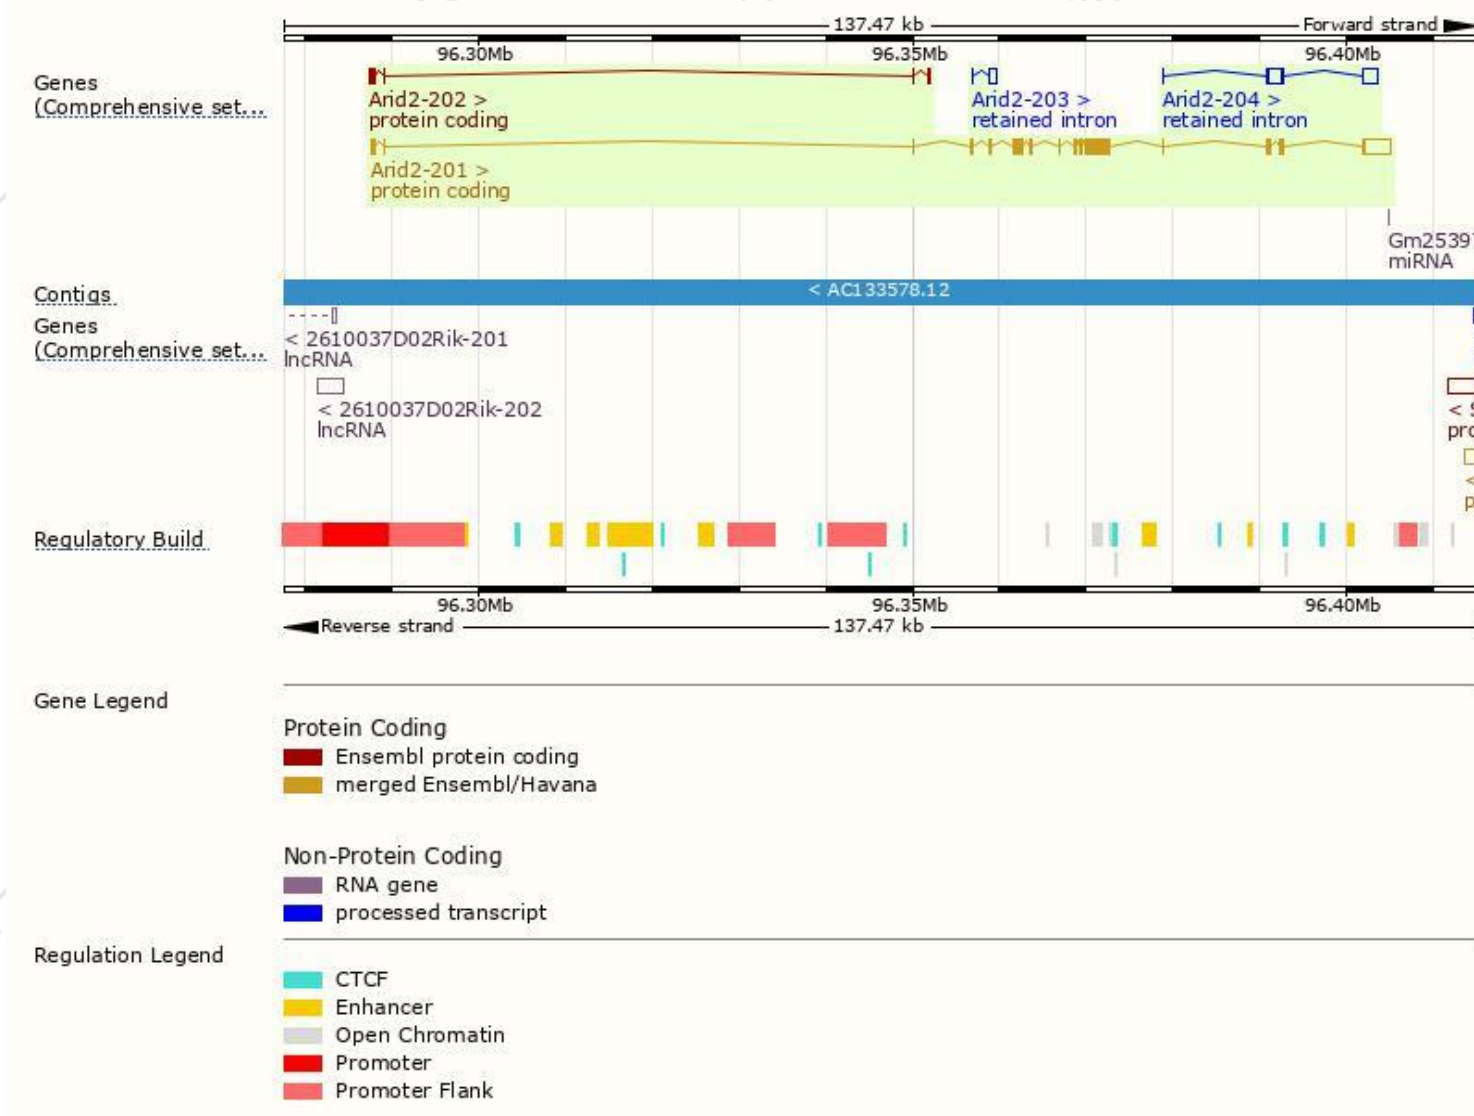 137.47 kb
Forward strand
96.30Mb 96.35Mb 96.40Mb
Genes
(Comprehensive set...
Arid2-202 >
protein coding
Arid2-203 >
retained intron
Arid2-204 >
retained intron
Arid2-201 >
protein coding
Gm2539
miRNA
Contigs
< AC133578.12
Genes
(Comprehensive set...
< 2610037D02Rik-201
lncRNA
< 2610037D02Rik-202
lncRNA
< S
pro
<
p
Regulatory Build
96.30Mb 96.35Mb 96.40Mb
Reverse strand
137.47 kb
Gene Legend
Protein Coding
Ensembl protein coding
merged Ensembl/Havana
Non-Protein Coding
RNA gene
processed transcript
Regulation Legend
CTCF
Enhancer
Open Chromatin
Promoter
Promoter Flank